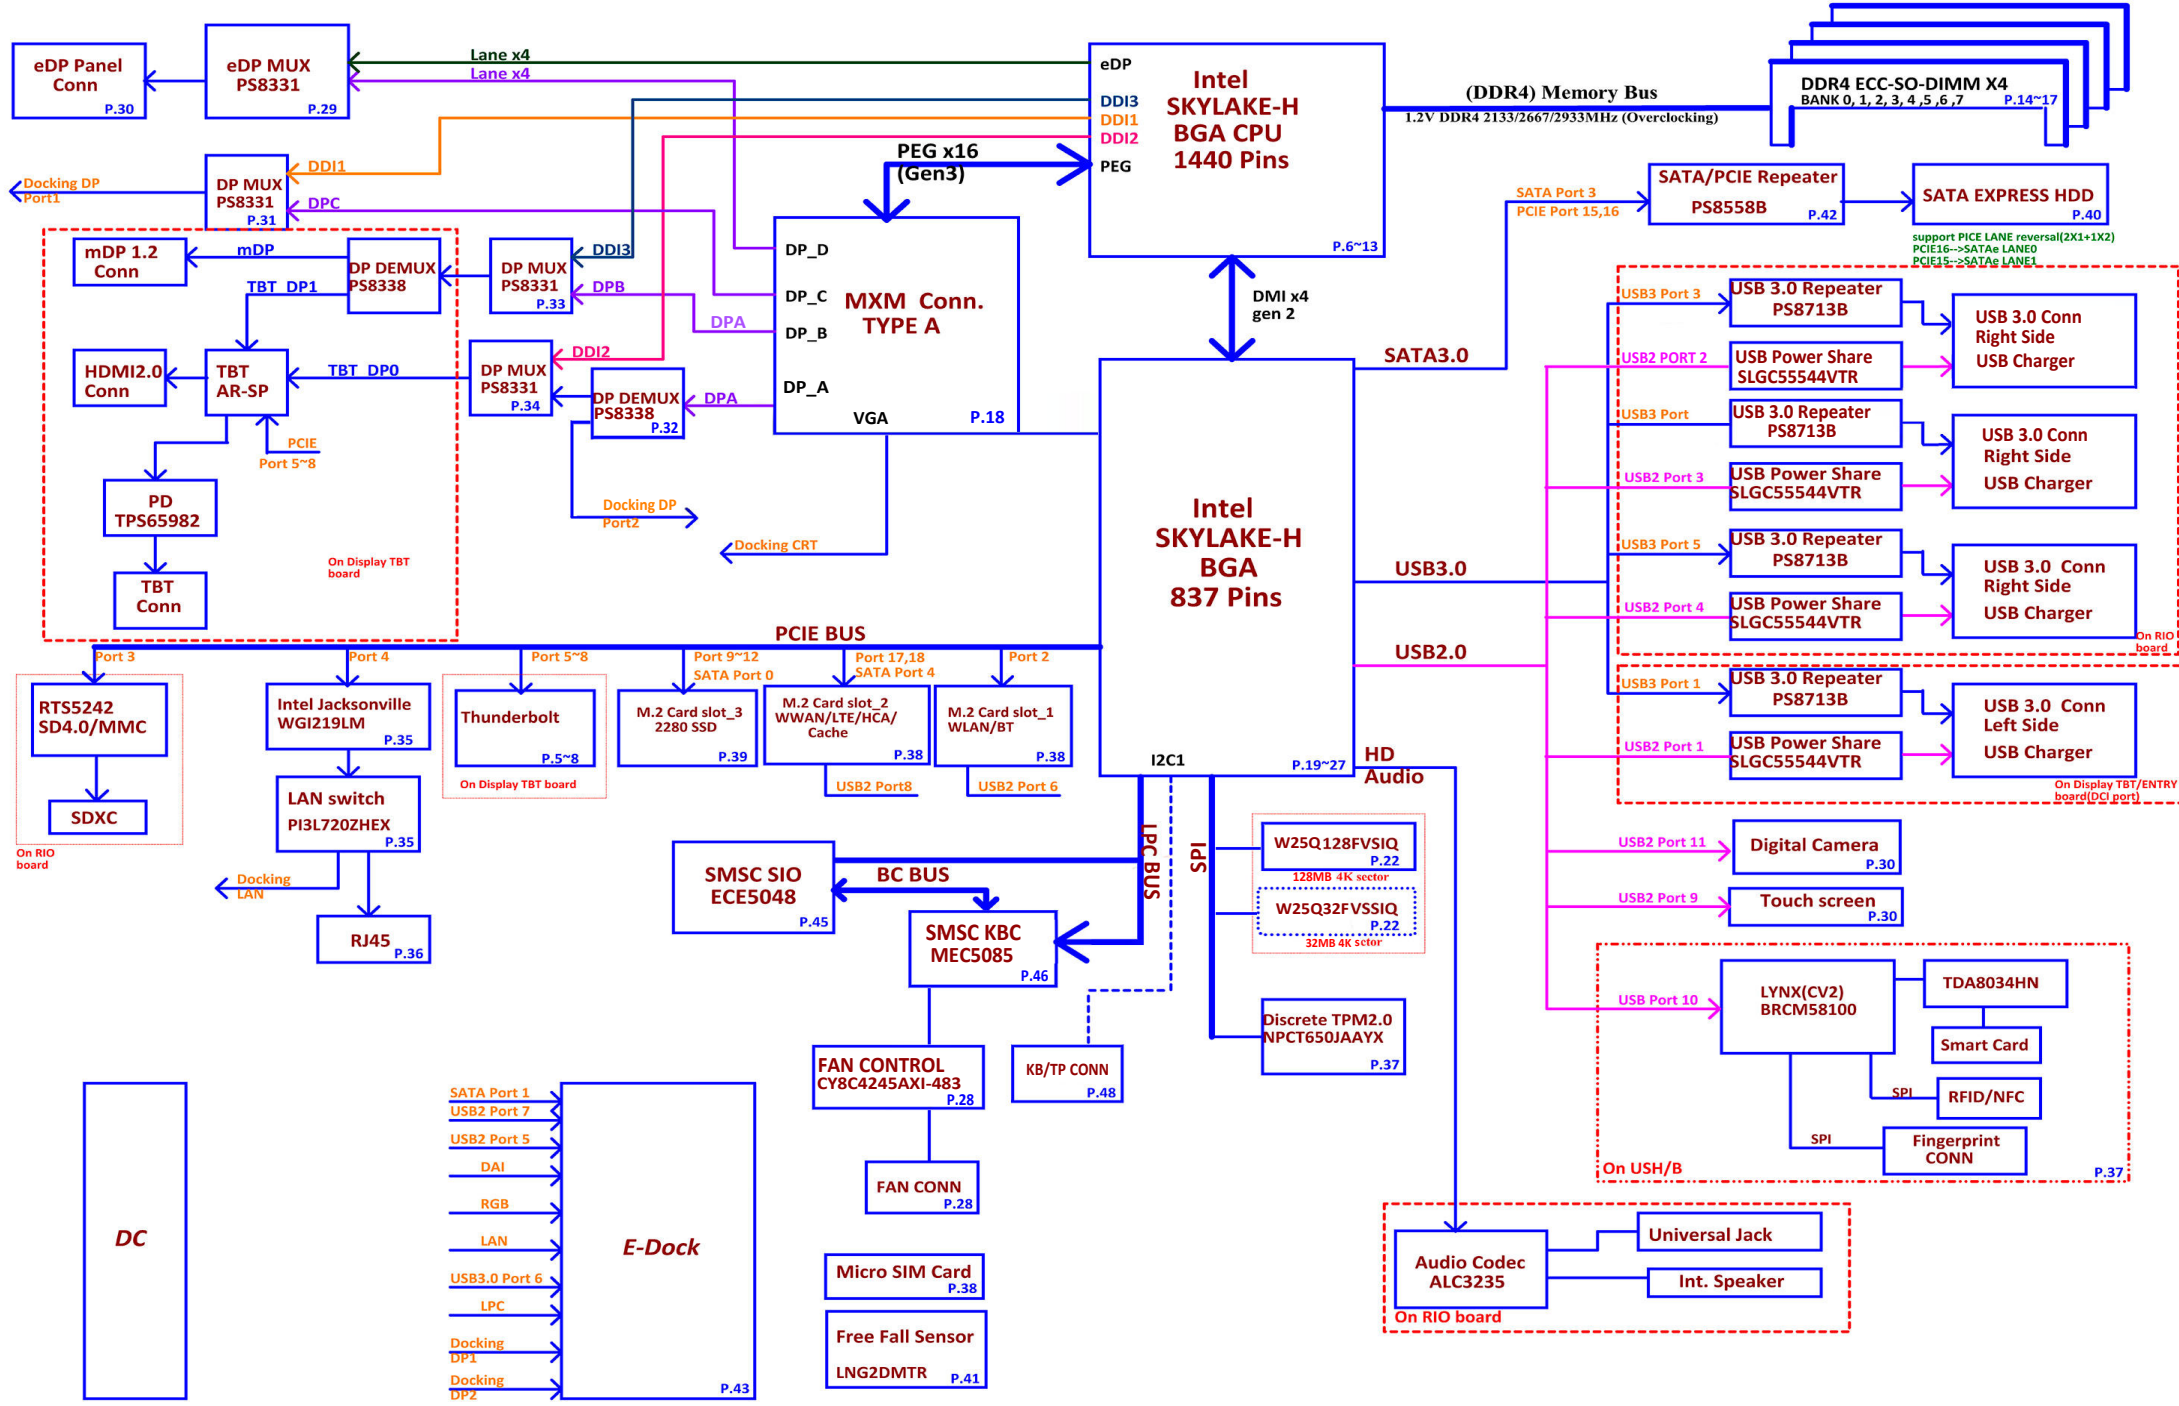 eDP Panel
Conn
P.30
eDP MUX
PS8331
P.29
Lane x4
Lane x4
eDP
DDI3
DDI1
DDI2
PEG
Intel
SKYLAKE-H
BGA CPU
1440 Pins
P.6~13
(DDR4) Memory Bus
1.2V DDR4 2133/2667/2933MHz (Overclocking)
DDR4 ECC-SO-DIMM X4
BANK 0, 1, 2, 3, 4 ,5 ,6 ,7
P.14~17
Docking DP
Port1
DP MUX
PS8331
P.31
DDI1
DPC
PEG x16
(Gen3)
SATA Port 3
PCIE Port 15,16
SATA/PCIE Repeater
PS8558B
P.42
SATA EXPRESS HDD
P.40
support PICE LANE reversal(2X1+1X2)
PCIE16-->SATAe LANE0
PCIE15-->SATAe LANE1
mDP 1.2
Conn
mDP
DP DEMUX
PS8338
TBT DP1
DP MUX
PS8331
P.33
DDI3
DPB
DPA
DP_D
DP_C
DP_B
DP_A
MXM Conn.
TYPE A
VGA
P.18
DMI x4
gen 2
HDMI2.0
Conn
TBT
AR-SP
TBT DP0
DP MUX
PS8331
P.34
DDI2
DP DEMUX
PS8338
P.32
DPA
PCIE
Port 5~8
PD
TPS65982
TBT
Conn
On Display TBT
board
Docking DP
Port2
Docking CRT
Intel
SKYLAKE-H
BGA
837 Pins
I2C1
P.19~27
SATA3.0
USB3.0
USB2.0
HD
Audio
USB3 Port 3
USB 3.0 Repeater
PS8713B
USB2 PORT 2
USB Power Share
SLGC55544VTR
USB 3.0 Conn
Right Side
USB Charger
USB3 Port
USB 3.0 Repeater
PS8713B
USB2 Port 3
USB Power Share
SLGC55544VTR
USB 3.0 Conn
Right Side
USB Charger
USB3 Port 5
USB 3.0 Repeater
PS8713B
USB2 Port 4
USB Power Share
SLGC55544VTR
USB 3.0 Conn
Right Side
USB Charger
On RIO
board
USB3 Port 1
USB 3.0 Repeater
PS8713B
USB2 Port 1
USB Power Share
SLGC55544VTR
USB 3.0 Conn
Left Side
USB Charger
On Display TBT/ENTRY
board(DCI port)
PCIE BUS
Port 3
RTS5242
SD4.0/MMC
SDXC
On RIO
board
Port 4
Intel Jacksonville
WGI219LM
P.35
LAN switch
PI3L720ZHEX
P.35
Docking
LAN
RJ45
P.36
Port 5~8
Thunderbolt
P.5~8
On Display TBT board
Port 9~12
SATA Port 0
M.2 Card slot_3
2280 SSD
P.39
Port 17,18
SATA Port 4
M.2 Card slot_2
WWAN/LTE/HCA/
Cache
P.38
USB2 Port8
Port 2
M.2 Card slot_1
WLAN/BT
P.38
USB2 Port 6
SMSC SIO
ECE5048
P.45
BC BUS
LPC BUS
SPI
SMSC KBC
MEC5085
P.46
W25Q128FVSIQ
P.22
128MB 4K sector
W25Q32FVSSIQ
P.22
32MB 4K sctor
Discrete TPM2.0
NPCT650JAAYX
P.37
FAN CONTROL
CY8C4245AXI-483
P.28
KB/TP CONN
P.48
FAN CONN
P.28
Micro SIM Card
P.38
Free Fall Sensor
LNG2DMTR
P.41
USB2 Port 11
Digital Camera
P.30
USB2 Port 9
Touch screen
P.30
USB Port 10
LYNX(CV2)
BRCM58100
TDA8034HN
Smart Card
SPI
RFID/NFC
SPI
Fingerprint
CONN
On USH/B
P.37
Audio Codec
ALC3235
Universal Jack
Int. Speaker
On RIO board
DC
SATA Port 1
USB2 Port 7
USB2 Port 5
DAI
RGB
LAN
USB3.0 Port 6
LPC
Docking
DP1
Docking
DP2
E-Dock
P.43